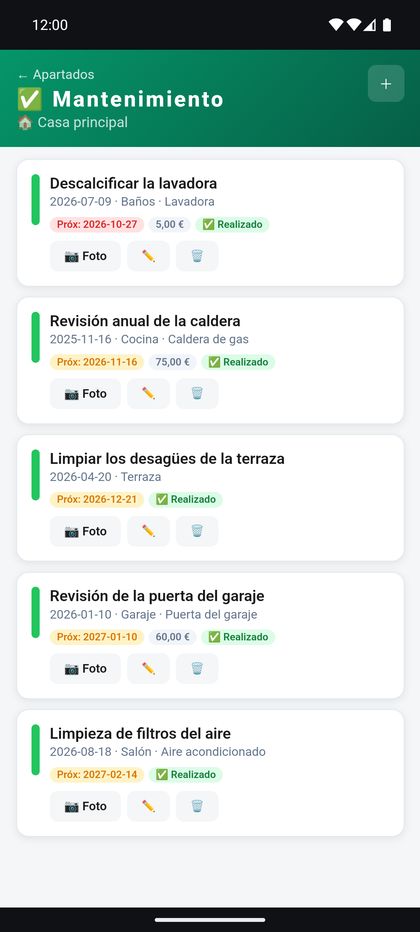 12:00
← Apartados
✅ Mantenimiento
🏠 Casa principal
+
Descalcificar la lavadora
2026-07-09 · Baños · Lavadora
Próx: 2026-10-27 5,00 € ✅ Realizado
📷 Foto ✏️ 🗑️
Revisión anual de la caldera
2025-11-16 · Cocina · Caldera de gas
Próx: 2026-11-16 75,00 € ✅ Realizado
📷 Foto ✏️ 🗑️
Limpiar los desagües de la terraza
2026-04-20 · Terraza
Próx: 2026-12-21 ✅ Realizado
📷 Foto ✏️ 🗑️
Revisión de la puerta del garaje
2026-01-10 · Garaje · Puerta del garaje
Próx: 2027-01-10 60,00 € ✅ Realizado
📷 Foto ✏️ 🗑️
Limpieza de filtros del aire
2026-08-18 · Salón · Aire acondicionado
Próx: 2027-02-14 ✅ Realizado
📷 Foto ✏️ 🗑️